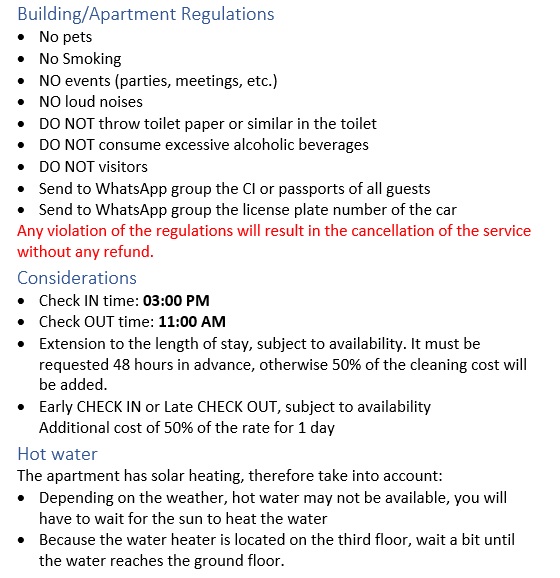 Building/Apartment Regulations
• No pets
• No Smoking
• NO events (parties, meetings, etc.)
• NO loud noises
• DO NOT throw toilet paper or similar in the toilet
• DO NOT consume excessive alcoholic beverages
• DO NOT visitors
• Send to WhatsApp group the CI or passports of all guests
• Send to WhatsApp group the license plate number of the car
Any violation of the regulations will result in the cancellation of the service
without any refund.
Considerations
• Check IN time: 03:00 PM
• Check OUT time: 11:00 AM
• Extension to the length of stay, subject to availability. It must be
requested 48 hours in advance, otherwise 50% of the cleaning cost will
be added.
• Early CHECK IN or Late CHECK OUT, subject to availability
Additional cost of 50% of the rate for 1 day
Hot water
The apartment has solar heating, therefore take into account:
• Depending on the weather, hot water may not be available, you will
have to wait for the sun to heat the water
• Because the water heater is located on the third floor, wait a bit until
the water reaches the ground floor.